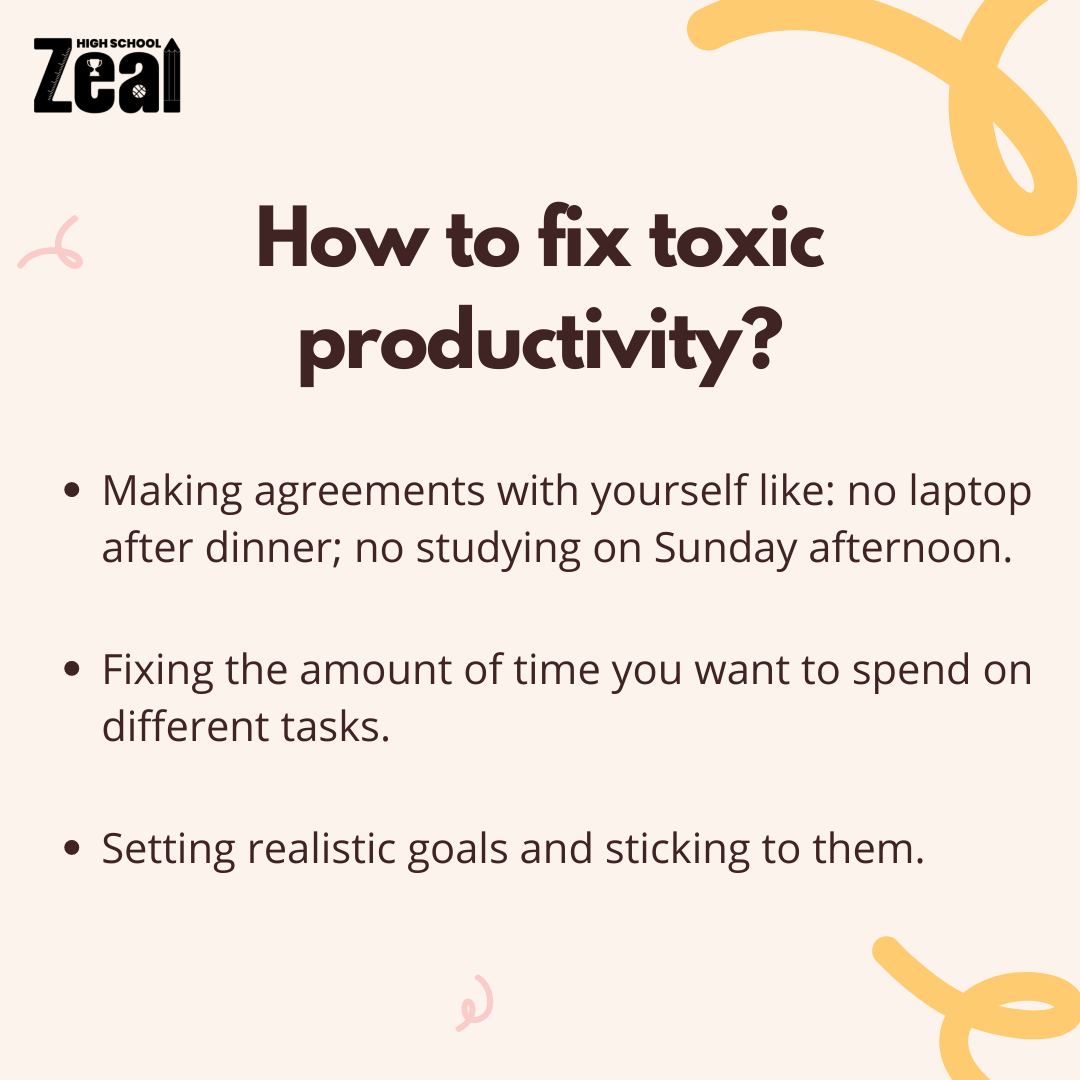 HIGH SCHOOL
Zeal
How to fix toxic
productivity?
• Making agreements with yourself like: no laptop
after dinner; no studying on Sunday afternoon.
• Fixing the amount of time you want to spend on
different tasks.
• Setting realistic goals and sticking to them.